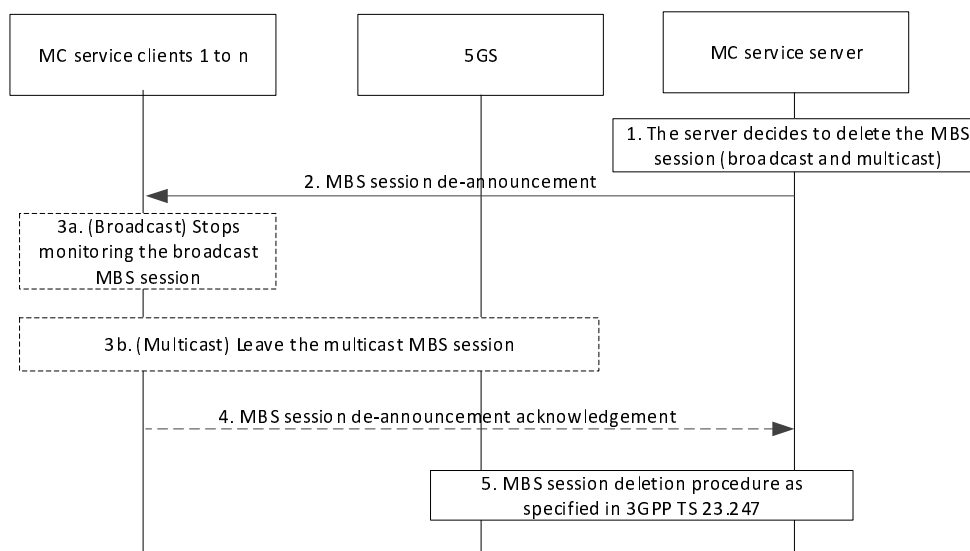 MC service clients 1 to n
5GS
MC service server
1. The server decides to delete the MBS
session (broadcast and multicast)
2. MBS session de-announcement
3a. (Broadcast) Stops
monitoring the broadcast
MBS session
3b. (Multicast) Leave the multicast MBS session
4. MBS session de-announcement acknowledgement
5. MBS session deletion procedure as
specified in 3GPP TS 23.247